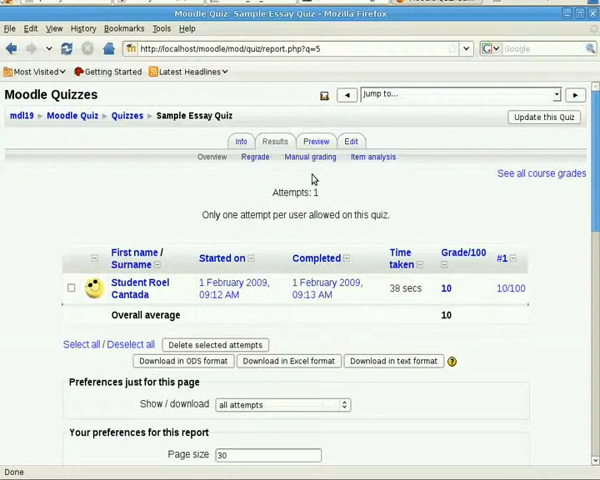 Moodle Quiz: Sample Essay Quiz - Mozilla Firefox
File Edit View History Bookmarks Tools Help
http://localhost/moodle/mod/quiz/report.php?q=5
Google
Most Visited Getting Started Latest Headlines
Moodle Quizzes
Jump to...
mdl19 ► Moodle Quiz ► Quizzes ► Sample Essay Quiz
Update this Quiz
Info Results Preview Edit
Overview Regrade Manual grading Item analysis
See all course grades
Attempts: 1
Only one attempt per user allowed on this quiz.
First name / Surname
Started on
Completed
Time taken
Grade/100
#1
Student Roel Cantada
1 February 2009, 09:12 AM
1 February 2009, 09:13 AM
38 secs
10
10/100
Overall average
10
Select all / Deselect all Delete selected attempts
Download in ODS format Download in Excel format Download in text format
Preferences just for this page
Show / download all attempts
Your preferences for this report
Page size 30
Done